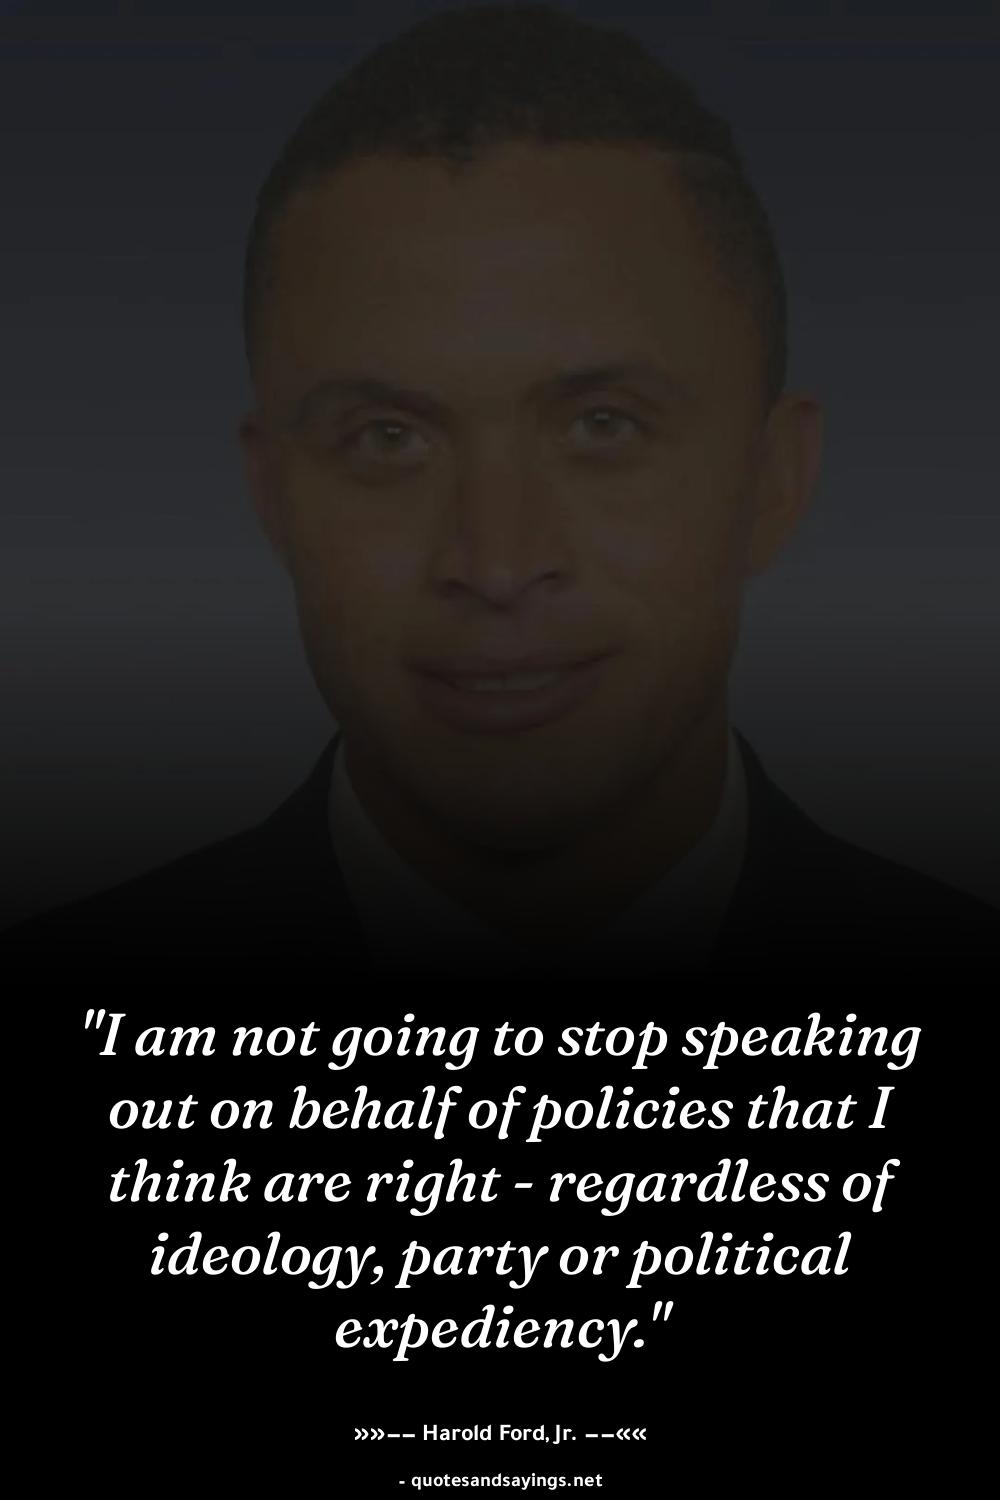 "I am not going to stop speaking
out on behalf of policies that I
think are right - regardless of
ideology, party or political
expediency."
»»–– Harold Ford, Jr. ––««
- quotesandsayings.net